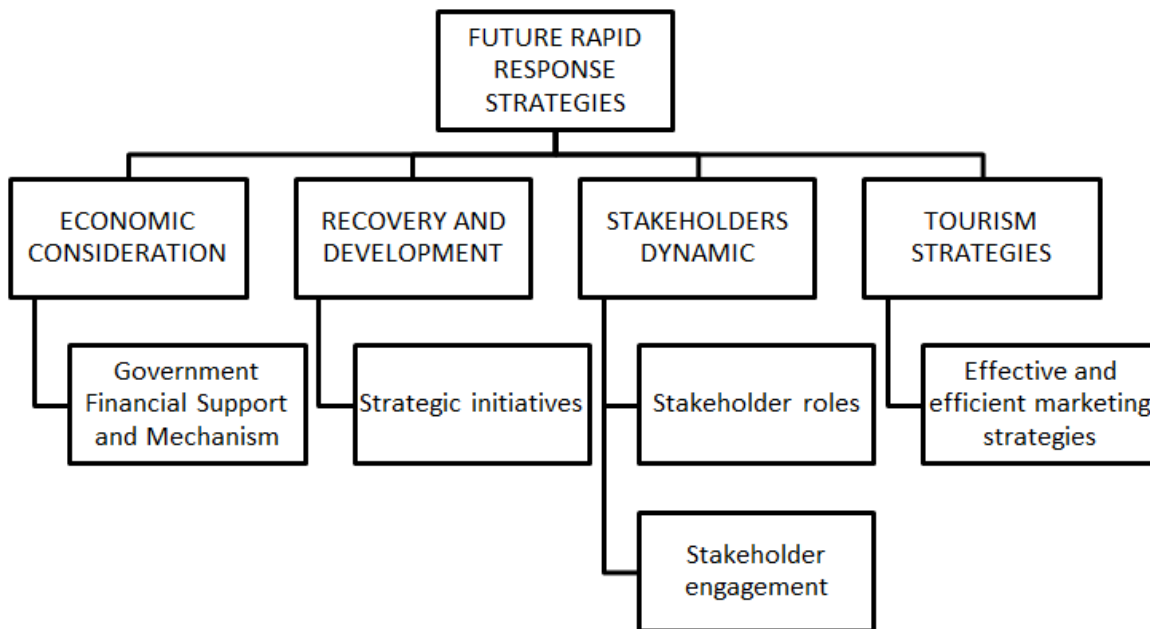 FUTURE RAPID
RESPONSE
STRATEGIES
ECONOMIC
CONSIDERATION
RECOVERY AND
DEVELOPMENT
STAKEHOLDERS
DYNAMIC
TOURISM
STRATEGIES
Government
Financial Support
and Mechanism
Strategic initiatives
Stakeholder roles
Effective and
efficient marketing
strategies
Stakeholder
engagement